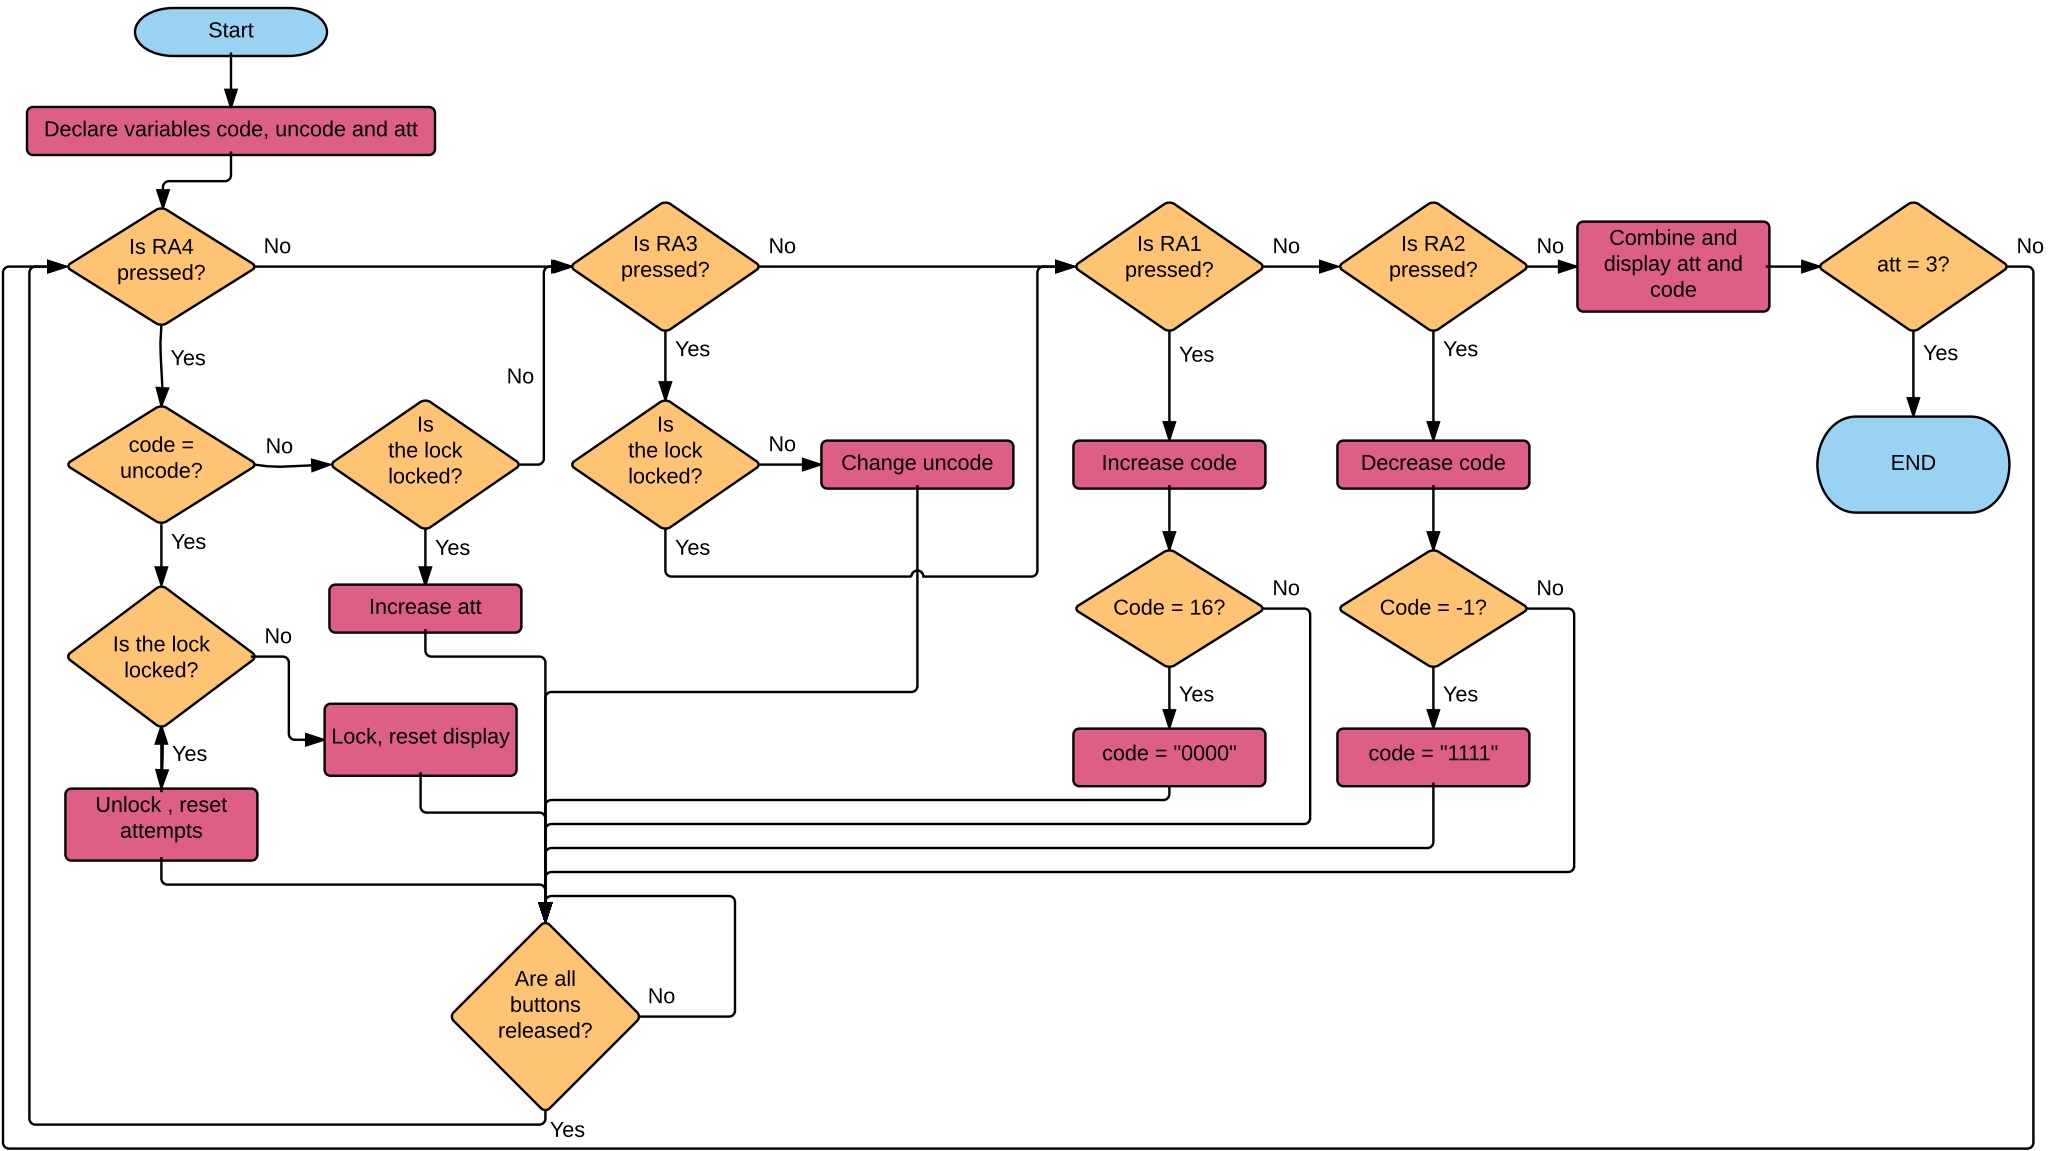 Start
Declare variables code, uncode and att
Is RA4
pressed?
No
Is RA3
pressed?
No
Is RA1
pressed?
No
Is RA2
pressed?
No
Combine and
display att and
code
att = 3?
No
Yes
No
Yes
Yes
Yes
Yes
code =
uncode?
No
Is
the lock
locked?
Is
the lock
locked?
No
Change uncode
Increase code
Decrease code
END
Yes
Yes
Yes
Increase att
Is the lock
locked?
No
Code = 16?
No
Code = -1?
No
Yes
Yes
Yes
Lock, reset display
code = "0000"
code = "1111"
Unlock , reset
attempts
Are all
buttons
released?
No
Yes